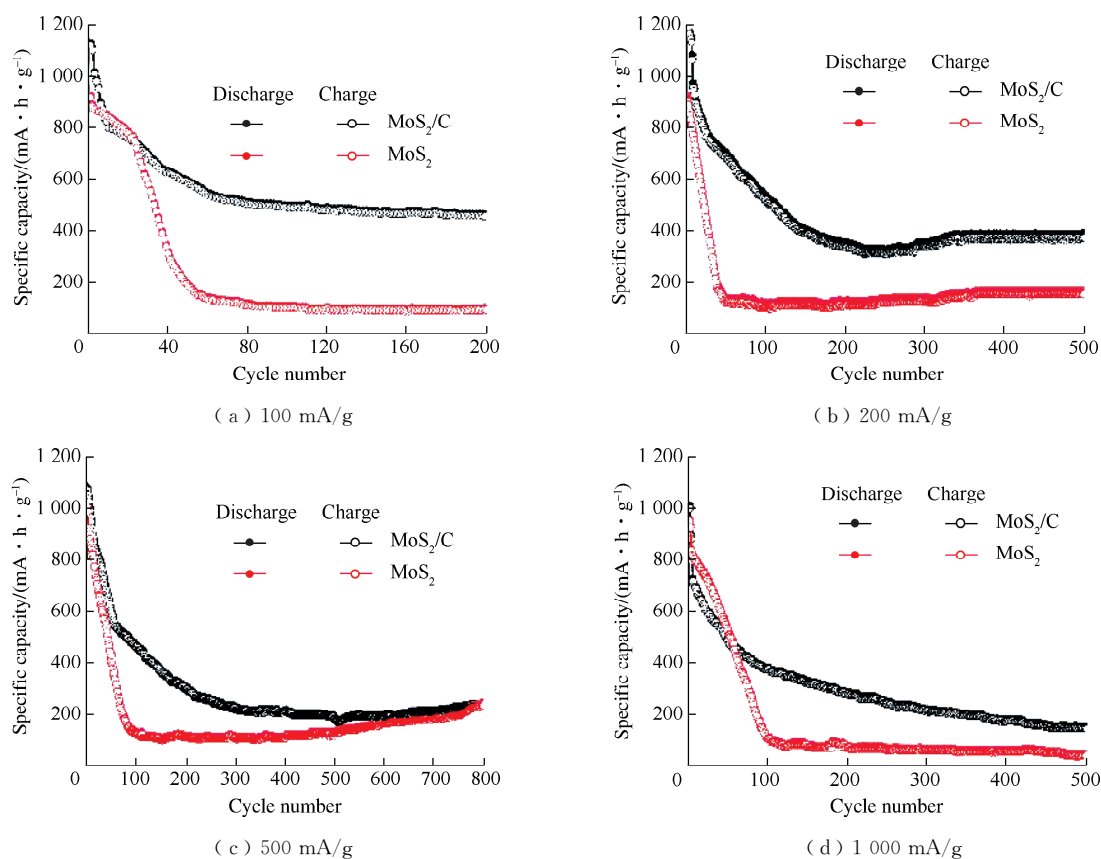 1 200
1 000
800
600
400
200
0
40
80
120
160
200
Specific capacity/(mA·h·g⁻¹)
Cycle number
Discharge Charge
MoS₂/C
MoS₂
(a) 100 mA/g
1 200
1 000
800
600
400
200
0
100
200
300
400
500
Specific capacity/(mA·h·g⁻¹)
Cycle number
Discharge Charge
MoS₂/C
MoS₂
(b) 200 mA/g
1 200
1 000
800
600
400
200
0
100
200
300
400
500
600
700
800
Specific capacity/(mA·h·g⁻¹)
Cycle number
Discharge Charge
MoS₂/C
MoS₂
(c) 500 mA/g
1 200
1 000
800
600
400
200
0
100
200
300
400
500
Specific capacity/(mA·h·g⁻¹)
Cycle number
Discharge Charge
MoS₂/C
MoS₂
(d) 1 000 mA/g